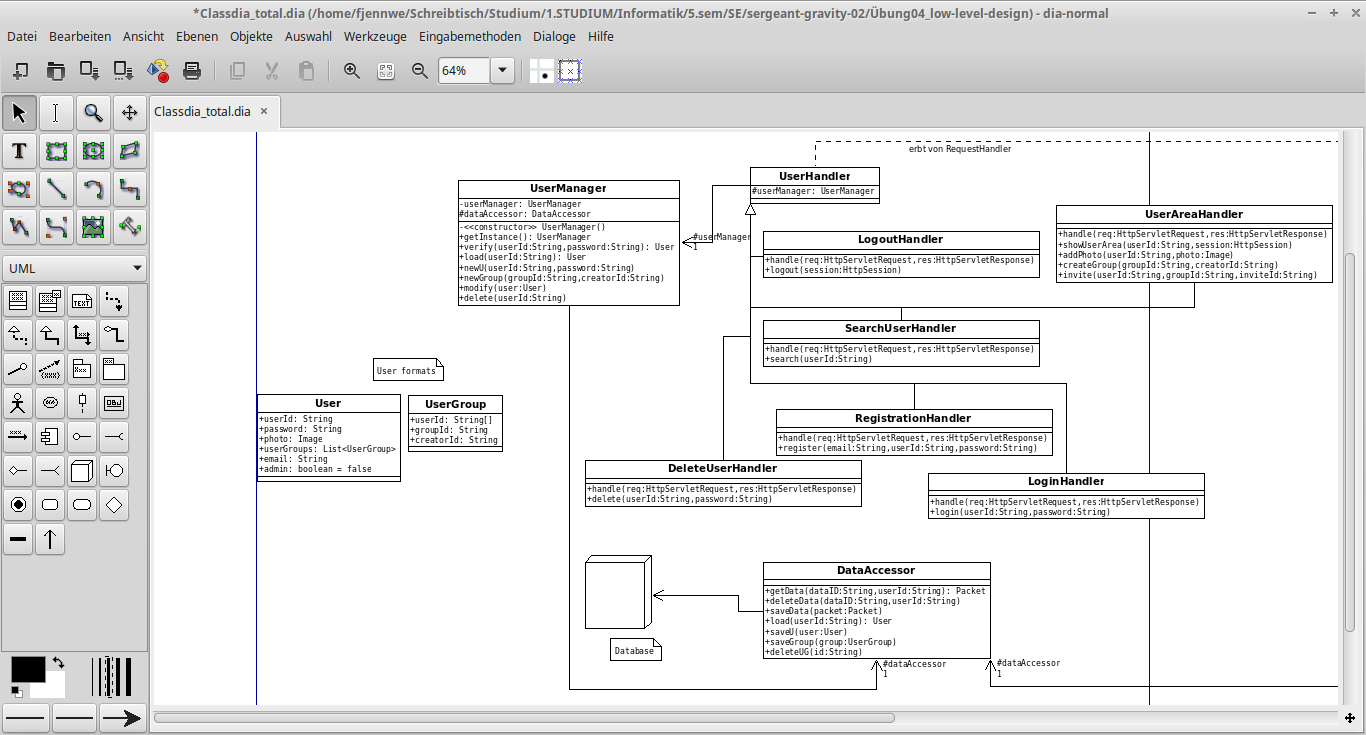 *Classdia_total.dia (/home/fjennwe/Schreibtisch/Studium/1.STUDIUM/Informatik/5.sem/SE/sergeant-gravity-02/Übung04_low-level-design) - dia-normal
Datei Bearbeiten Ansicht Ebenen Objekte Auswahl Werkzeuge Eingabemethoden Dialoge Hilfe
64%
Classdia_total.dia
T
UML
TEXT
OBJ
erbt von RequestHandler
UserManager
-userManager: UserManager
#dataAccessor: DataAccessor
-<<constructor>> UserManager()
+getInstance(): UserManager
+verify(userId:String,password:String): User
+load(userId:String): User
+newU(userId:String,password:String)
+newGroup(groupId:String,creatorId:String)
+modify(user:User)
+delete(userId:String)
UserHandler
#userManager: UserManager
#userManager
1
LogoutHandler
+handle(req:HttpServletRequest,res:HttpServletResponse)
+logout(session:HttpSession)
UserAreaHandler
+handle(req:HttpServletRequest,res:HttpServletResponse)
+showUserArea(userId:String,session:HttpSession)
+addPhoto(userId:String,photo:Image)
+createGroup(groupId:String,creatorId:String)
+invite(userId:String,groupId:String,inviteId:String)
SearchUserHandler
+handle(req:HttpServletRequest,res:HttpServletResponse)
+search(userId:String)
User formats
User
+userId: String
+password: String
+photo: Image
+userGroups: List<UserGroup>
+email: String
+admin: boolean = false
UserGroup
+userId: String[]
+groupId: String
+creatorId: String
RegistrationHandler
+handle(req:HttpServletRequest,res:HttpServletResponse)
+register(email:String,userId:String,password:String)
DeleteUserHandler
+handle(req:HttpServletRequest,res:HttpServletResponse)
+delete(userId:String,password:String)
LoginHandler
+handle(req:HttpServletRequest,res:HttpServletResponse)
+login(userId:String,password:String)
Database
DataAccessor
+getData(dataID:String,userId:String): Packet
+deleteData(dataID:String,userId:String)
+saveData(packet:Packet)
+load(userId:String): User
+saveU(user:User)
+saveGroup(group:UserGroup)
+deleteUG(id:String)
#dataAccessor
1
#dataAccessor
1